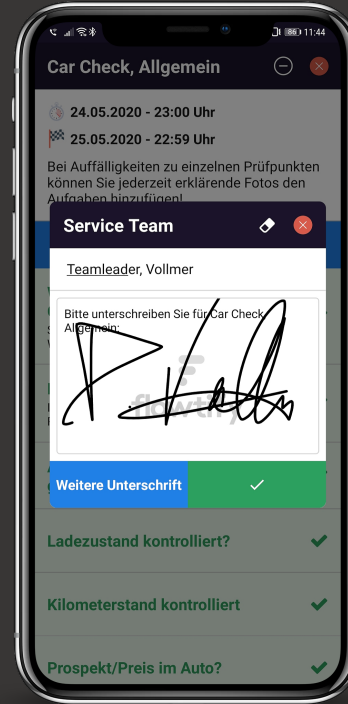 86 11:44
Car Check, Allgemein
24.05.2020 - 23:00 Uhr
25.05.2020 - 22:59 Uhr
Bei Auffälligkeiten zu einzelnen Prüfpunkten
können Sie jederzeit erklärende Fotos den
Aufgaben hinzufügen!
Service Team
Teamleader, Vollmer
Bitte unterschreiben Sie für Car Check,
Allgemein:
flowtify
Weitere Unterschrift
Ladezustand kontrolliert?
Kilometerstand kontrolliert
Prospekt/Preis im Auto?